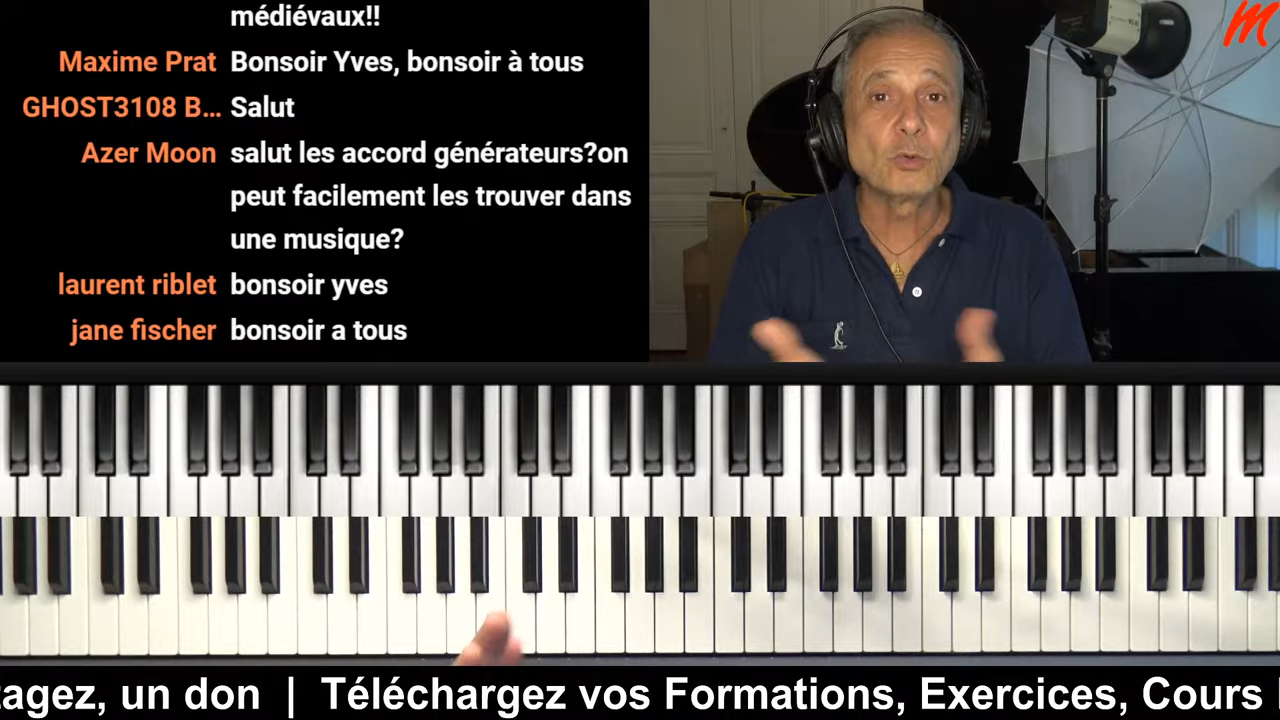 médiévaux!!
Maxime Prat Bonsoir Yves, bonsoir à tous
GHOST3108 B... Salut
Azer Moon salut les accord générateurs?on
peut facilement les trouver dans
une musique?
laurent riblet bonsoir yves
jane fischer bonsoir a tous
M
tagez, un don | Téléchargez vos Formations, Exercices, Cours